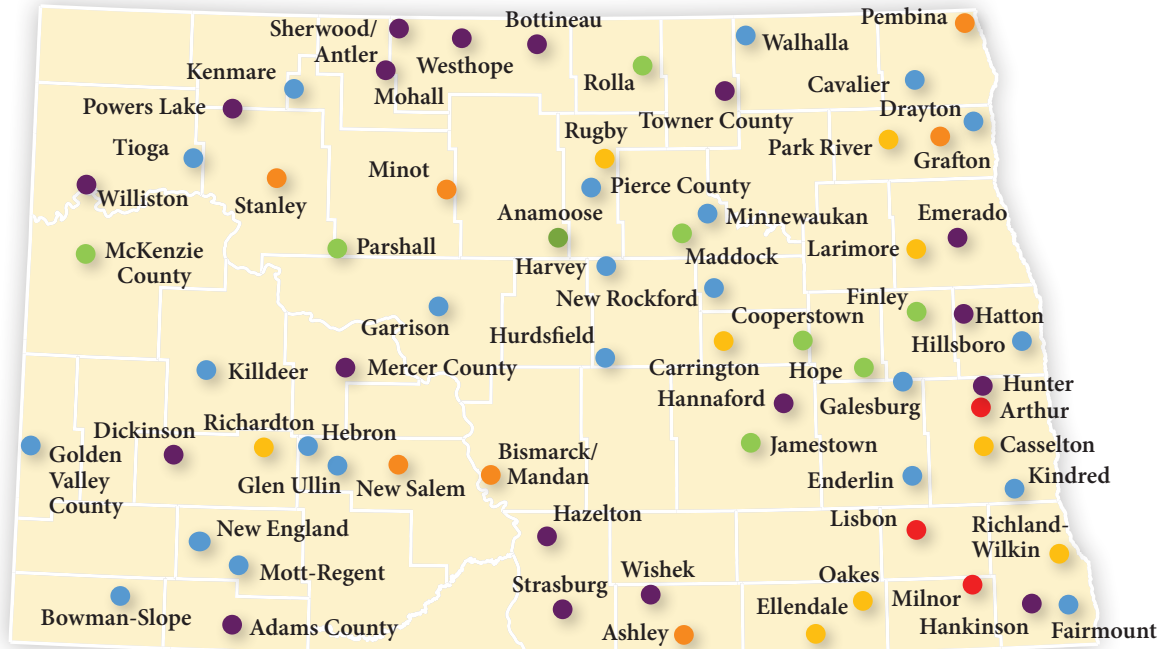 Bottineau
Pembina
Sherwood/
Antler
Walhalla
Westhope
Kenmare
Rolla
Cavalier
Mohall
Powers Lake
Drayton
Towner County
Rugby
Park River
Tioga
Grafton
Minot
Pierce County
Williston
Stanley
Anamoose
Minnewaukan
Emerado
McKenzie
County
Parshall
Larimore
Maddock
Harvey
New Rockford
Finley
Garrison
Cooperstown
Hatton
Hurdsfield
Hillsboro
Killdeer
Mercer County
Carrington
Hope
Hunter
Hannaford
Galesburg
Arthur
Richardton
Dickinson
Hebron
Jamestown
Casselton
Golden
Valley
County
Bismarck/
Mandan
Glen Ullin
New Salem
Enderlin
Kindred
Hazelton
Lisbon
New England
Richland-
Wilkin
Mott-Regent
Wishek
Oakes
Strasburg
Milnor
Ellendale
Bowman-Slope
Adams County
Ashley
Hankinson
Fairmount